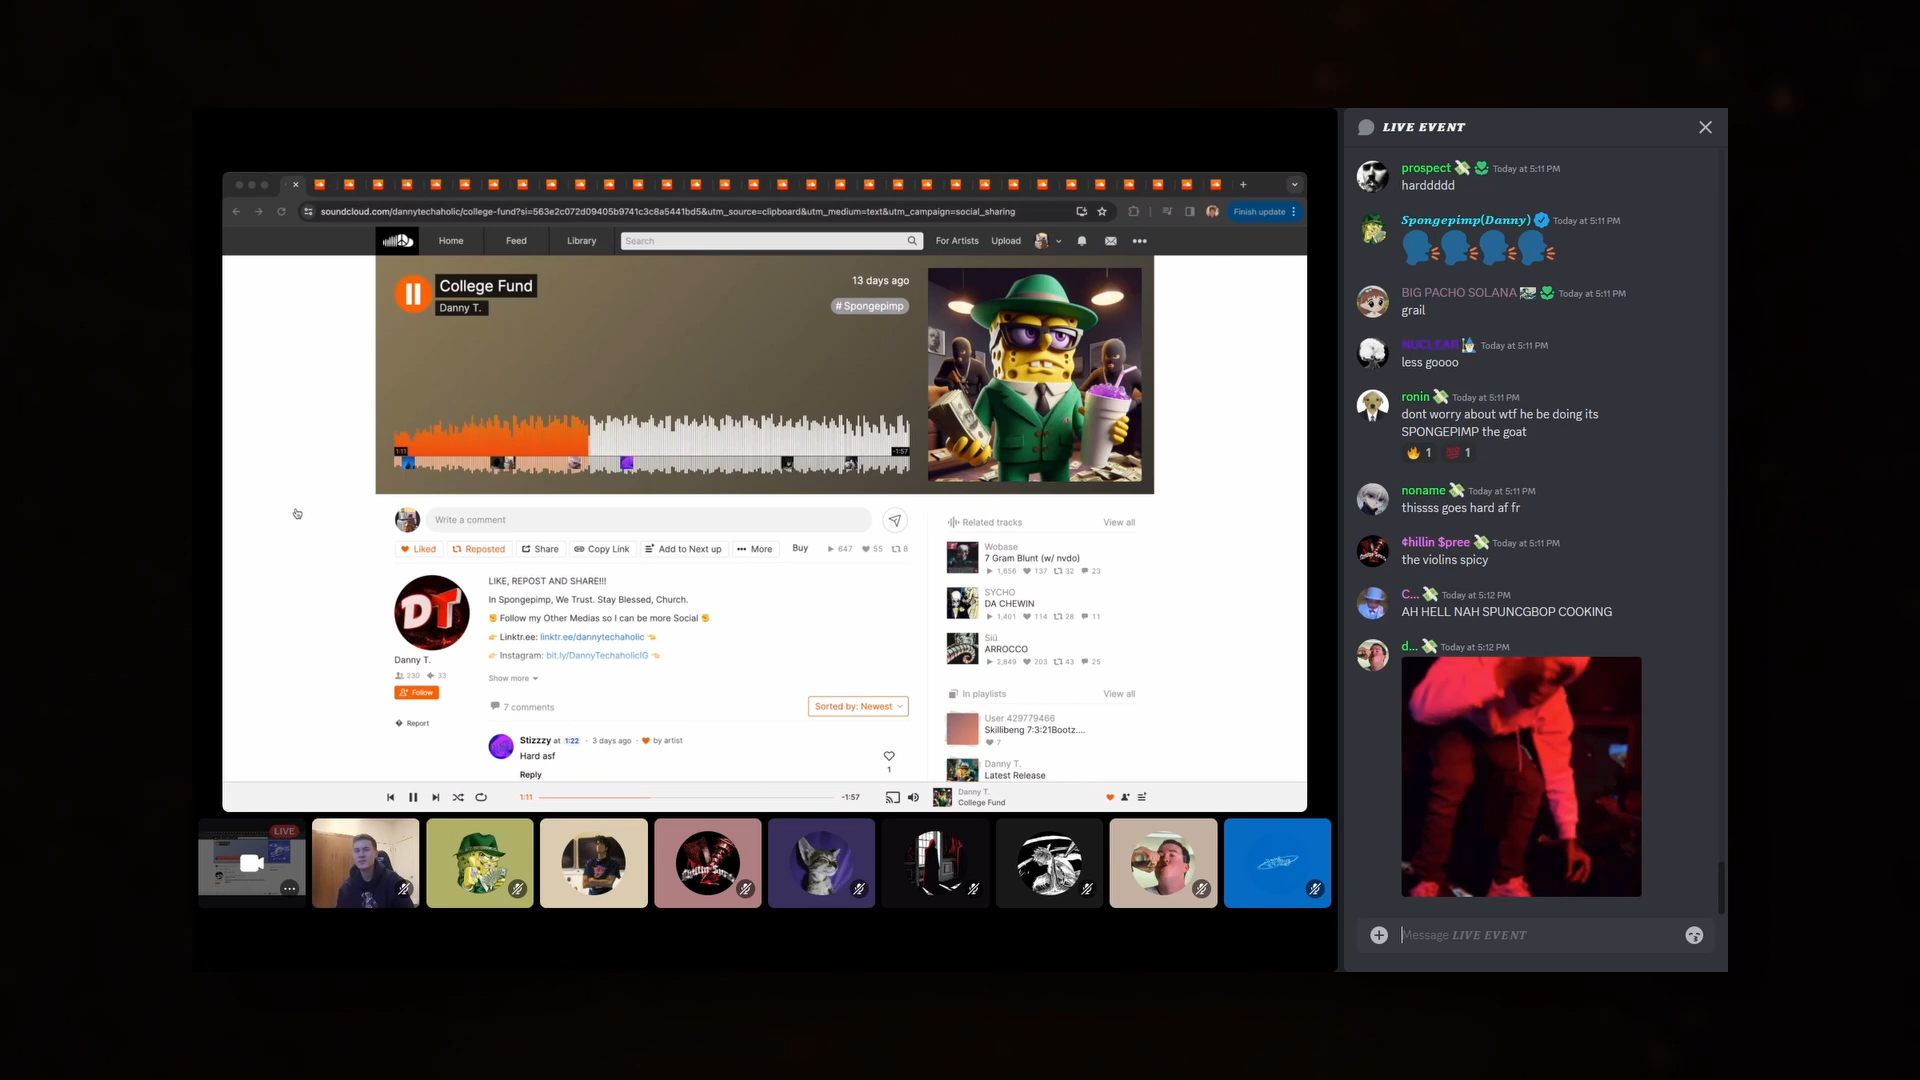 soundcloud.com/dannytechaholic/college-fund?si=563e2c072d09405b9741c3c8a5441bd5&utm_source=clipboard&utm_medium=text&utm_campaign=social_sharing
Finish update
Home
Feed
Library
Search
For Artists
Upload
College Fund
Danny T.
13 days ago
# Spongepimp
1:11
-1:57
Write a comment
Liked
Reposted
Share
Copy Link
Add to Next up
More
Buy
647
55
8
Danny T.
230
33
Follow
Report
LIKE, REPOST AND SHARE!!!
In Spongepimp, We Trust. Stay Blessed, Church.
✊ Follow my Other Medias so I can be more Social ✊
👉 Linktr.ee: linktr.ee/dannytechaholic 👈
👉 Instagram: bit.ly/DannyTechaholicIG 👈
Show more
7 comments
Sorted by: Newest
Stizzzy at 1:22 · 3 days ago · by artist
Hard asf
Reply
1
Related tracks
View all
Wobase
7 Gram Blunt (w/ nvdo)
1,656 137 32 23
SYCHO
DA CHEWIN
1,401 114 28 11
Siü
ARROCCO
2,849 203 43 25
In playlists
View all
User 429779466
Skillibeng 7:3:21Bootz....
7
Danny T.
Latest Release
1:11
-1:57
Danny T.
College Fund
LIVE
DT
LIVE EVENT
prospect Today at 5:11 PM
harddddd
Spongepimp(Danny) Today at 5:11 PM
🗣🗣🗣🗣
BIG PACHO SOLANA Today at 5:11 PM
grail
NUCLEAR Today at 5:11 PM
less goooo
ronin Today at 5:11 PM
dont worry about wtf he be doing its
SPONGEPIMP the goat
🔥 1 💯 1
noname Today at 5:11 PM
thissss goes hard af fr
¢hillin $pree Today at 5:11 PM
the violins spicy
C... Today at 5:12 PM
AH HELL NAH SPUNCGBOP COOKING
d... Today at 5:12 PM
Message LIVE EVENT